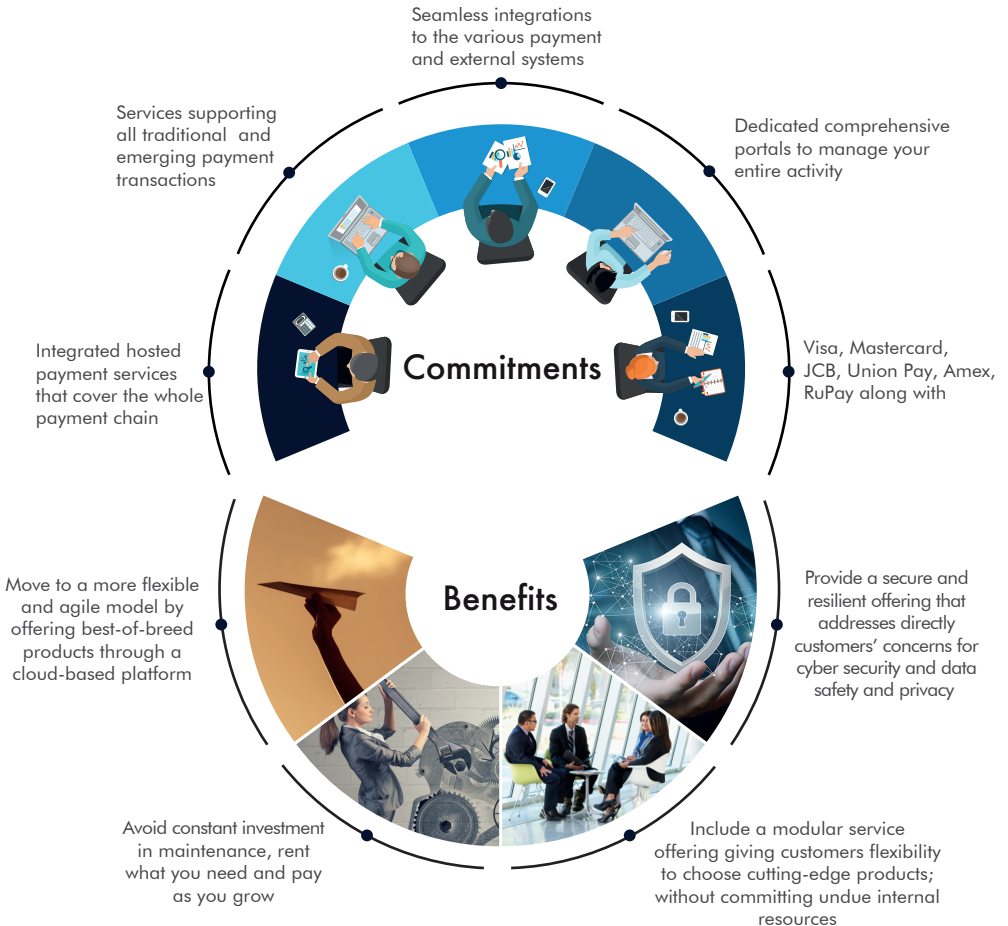 Seamless integrations
to the various payment
and external systems
Services supporting
all traditional and
emerging payment
transactions
Dedicated comprehensive
portals to manage your
entire activity
Integrated hosted
payment services
that cover the whole
payment chain
Commitments
Visa, Mastercard,
JCB, Union Pay, Amex,
RuPay along with
Move to a more flexible
and agile model by
offering best-of-breed
products through a
cloud-based platform
Benefits
Provide a secure and
resilient offering that
addresses directly
customers’ concerns for
cyber security and data
safety and privacy
Avoid constant investment
in maintenance, rent
what you need and pay
as you grow
Include a modular service
offering giving customers flexibility
to choose cutting-edge products;
without committing undue internal
resources